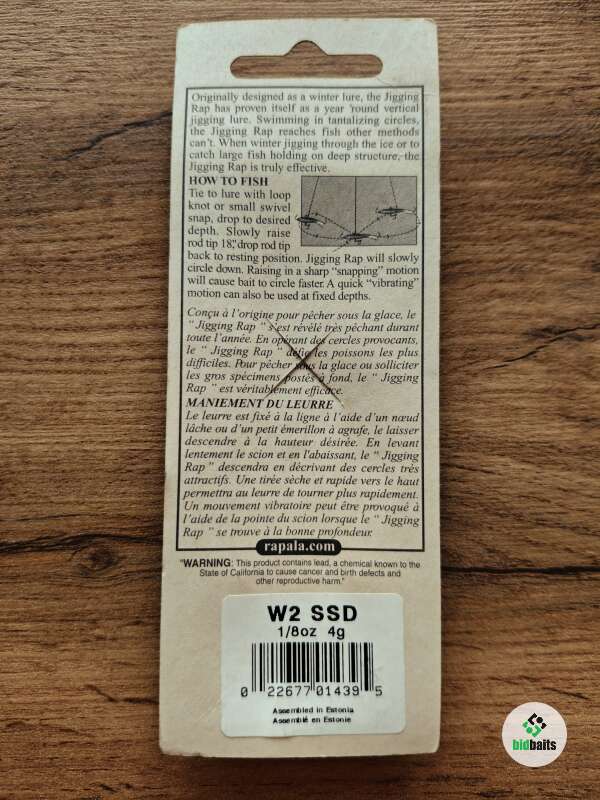 Originally designed as a winter lure, the Jigging
Rap has proven itself as a year 'round vertical
jigging lure. Swimming in tantalizing circles,
the Jigging Rap reaches fish other methods
can't. When winter jigging through the ice or to
catch large fish holding on deep structure, the
Jigging Rap is truly effective.
HOW TO FISH
Tie to lure with loop
knot or small swivel
snap, drop to desired
depth. Slowly raise
rod tip 18," drop rod tip
back to resting position. Jigging Rap will slowly
circle down. Raising in a sharp "snapping" motion
will cause bait to circle faster. A quick "vibrating"
motion can also be used at fixed depths.
Conçu à l'origine pour pêcher sous la glace, le
" Jigging Rap " s'est révélé très pêchant durant
toute l'année. En opérant des cercles provocants,
le " Jigging Rap " défie les poissons les plus
difficiles. Pour pêcher sous la glace ou solliciter
les gros spécimens postés à fond, le " Jigging
Rap " est véritablement efficace.
MANIEMENT DU LEURRE
Le leurre est fixé à la ligne à l'aide d'un nœud
lâche ou d'un petit émerillon à agrafe, le laisser
descendre à la hauteur désirée. En levant
lentement le scion et en l'abaissant, le " Jigging
Rap " descendra en décrivant des cercles très
attractifs. Une tirée sèche et rapide vers le haut
permettra au leurre de tourner plus rapidement.
Un mouvement vibratoire peut être provoqué à
l'aide de la pointe du scion lorsque le " Jigging
Rap " se trouve à la bonne profondeur.
rapala.com
"WARNING: This product contains lead, a chemical known to the
State of California to cause cancer and birth defects and
other reproductive harm."
W2 SSD
1/8oz 4g
0 22677 01439 5
Assembled in Estonia
Assemblé en Estonie
bidbaits